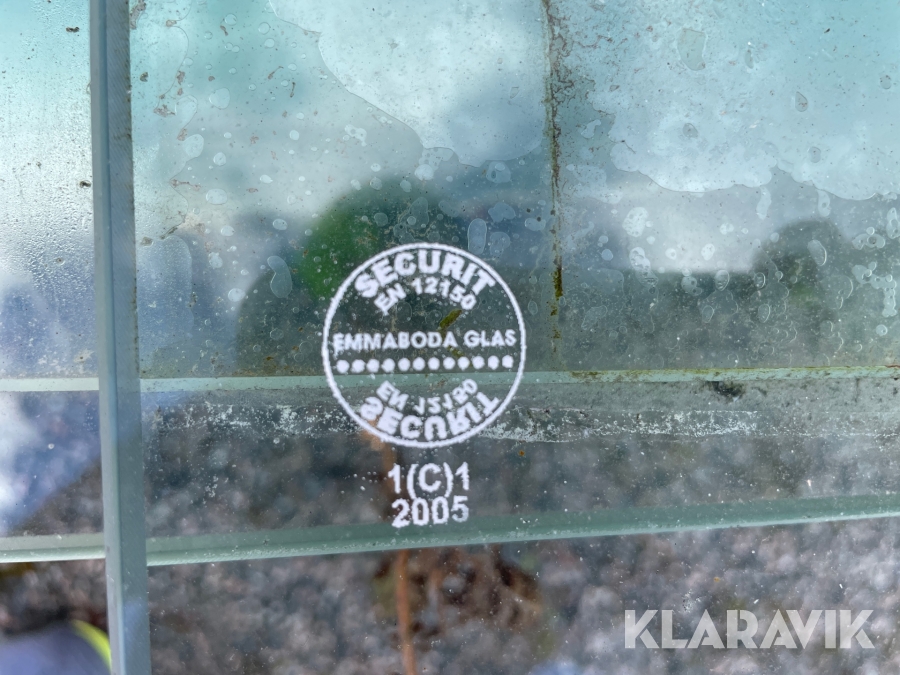 SECURIT
EN 12150
EMMABODA GLAS
EN 12150
SECURIT
1(C)1
2005
KLARAVIK